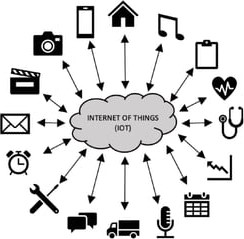 INTERNET OF THINGS
(IOT)